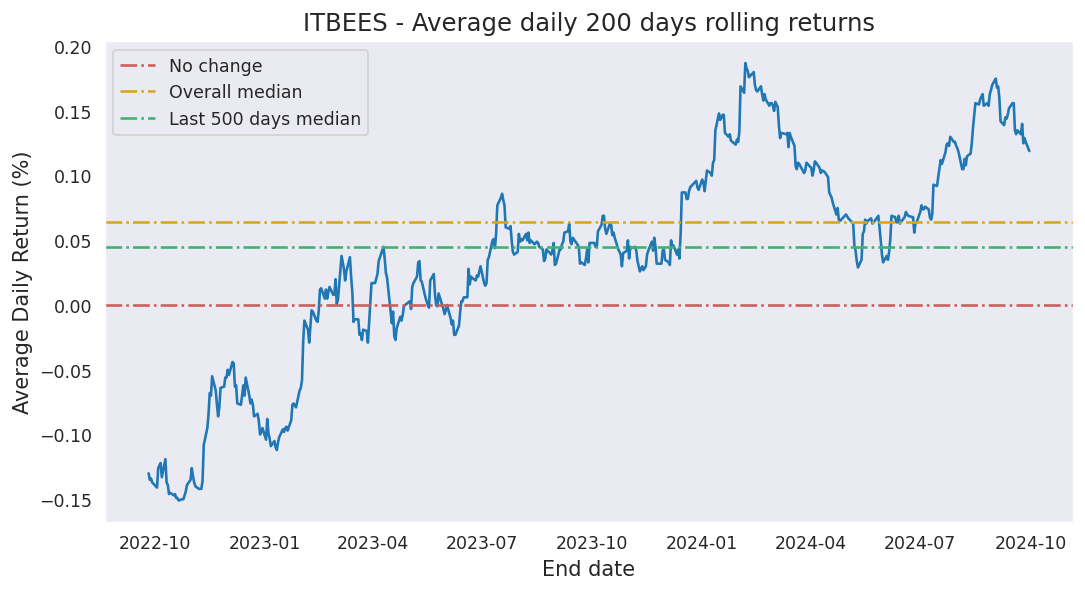 ITBEES - Average daily 200 days rolling returns
No change
Overall median
Last 500 days median
Average Daily Return (%)
0.20
0.15
0.10
0.05
0.00
−0.05
−0.10
−0.15
2022-10 2023-01 2023-04 2023-07 2023-10 2024-01 2024-04 2024-07 2024-10
End date